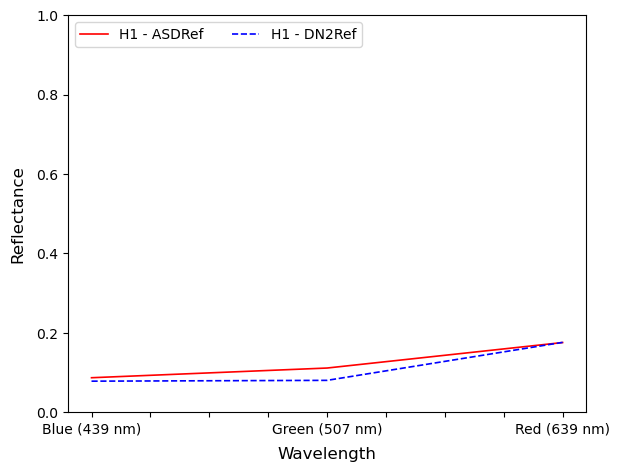 H1 - ASDRef
H1 - DN2Ref
Reflectance
1.0
0.8
0.6
0.4
0.2
0.0
Blue (439 nm)
Green (507 nm)
Red (639 nm)
Wavelength